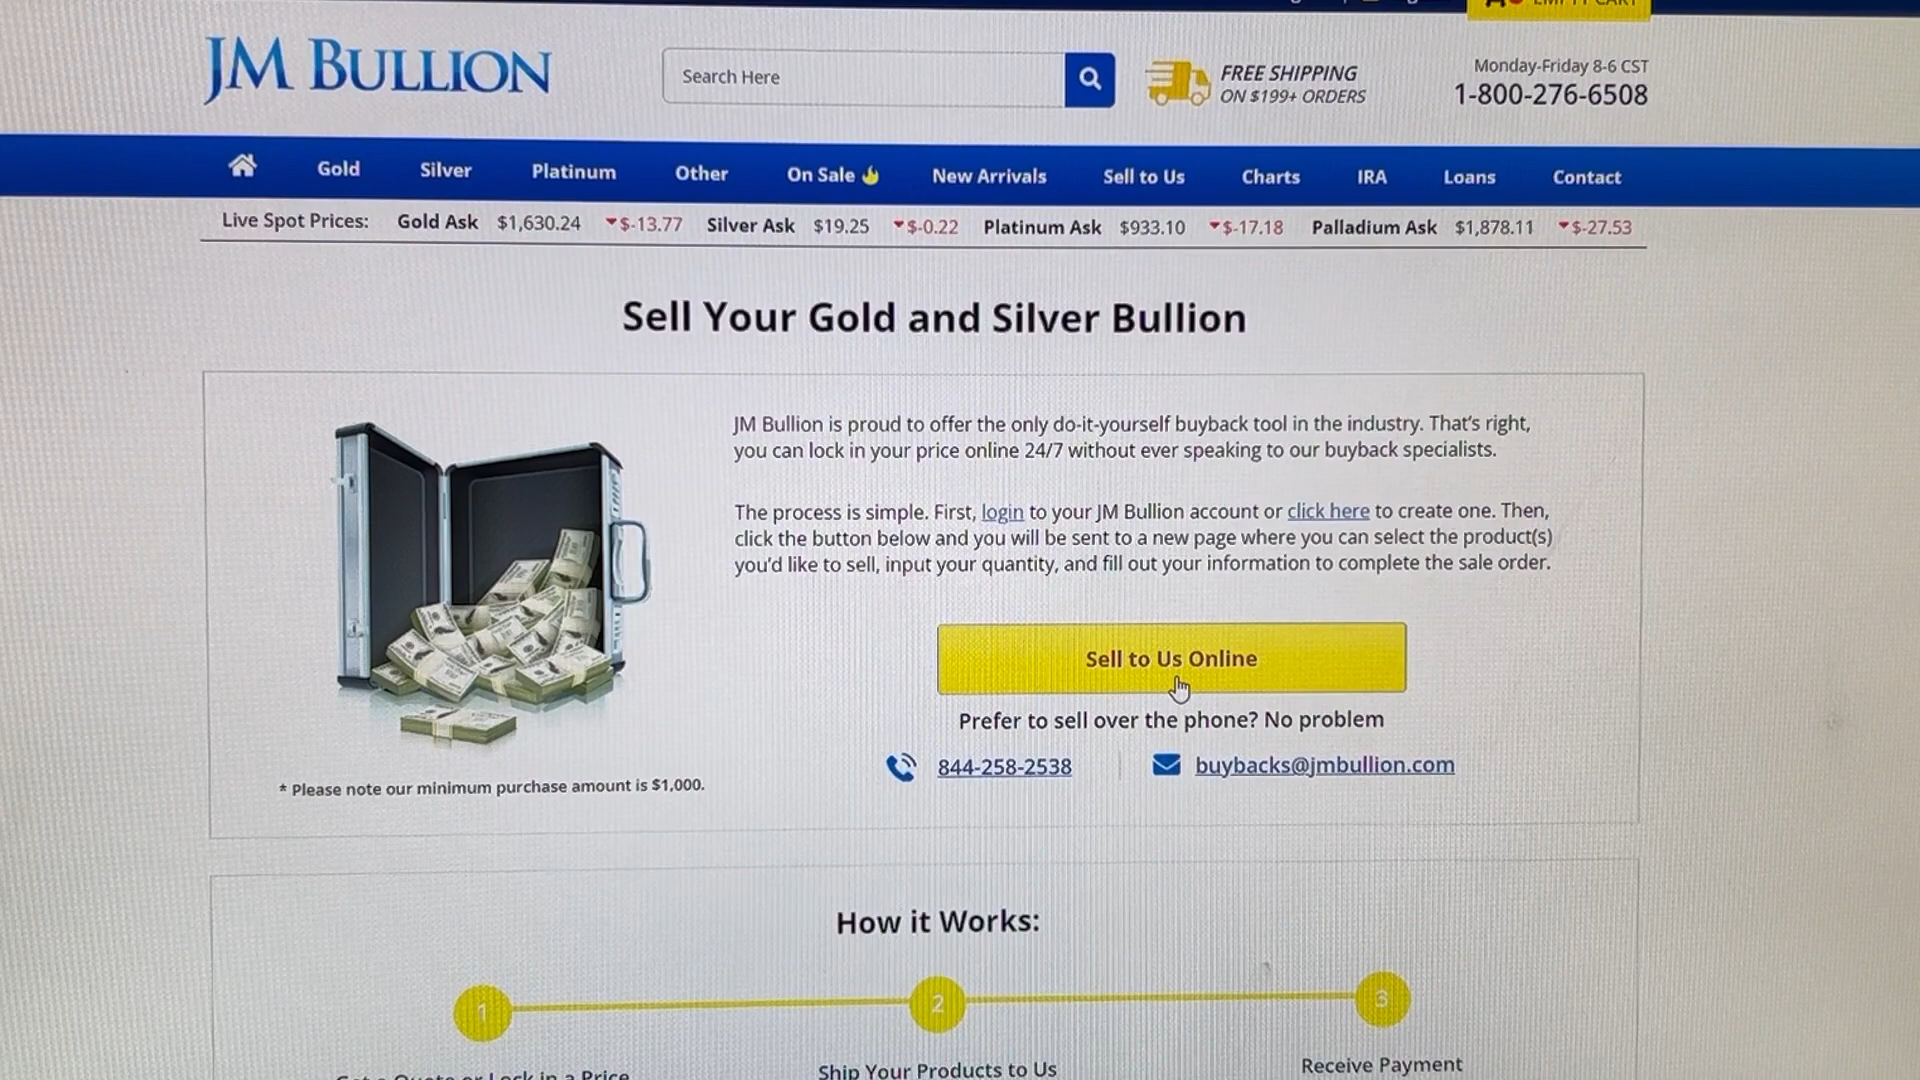 EMPTY CART
JM BULLION
Search Here
FREE SHIPPING
ON $199+ ORDERS
Monday-Friday 8-6 CST
1-800-276-6508
Gold Silver Platinum Other On Sale New Arrivals Sell to Us Charts IRA Loans Contact
Live Spot Prices: Gold Ask $1,630.24 $-13.77 Silver Ask $19.25 $-0.22 Platinum Ask $933.10 $-17.18 Palladium Ask $1,878.11 $-27.53
Sell Your Gold and Silver Bullion
JM Bullion is proud to offer the only do-it-yourself buyback tool in the industry. That's right,
you can lock in your price online 24/7 without ever speaking to our buyback specialists.
The process is simple. First, login to your JM Bullion account or click here to create one. Then,
click the button below and you will be sent to a new page where you can select the product(s)
you'd like to sell, input your quantity, and fill out your information to complete the sale order.
Sell to Us Online
Prefer to sell over the phone? No problem
844-258-2538 buybacks@jmbullion.com
* Please note our minimum purchase amount is $1,000.
How it Works:
1 2 3
Get a Quote or Lock in a Price
Ship Your Products to Us
Receive Payment